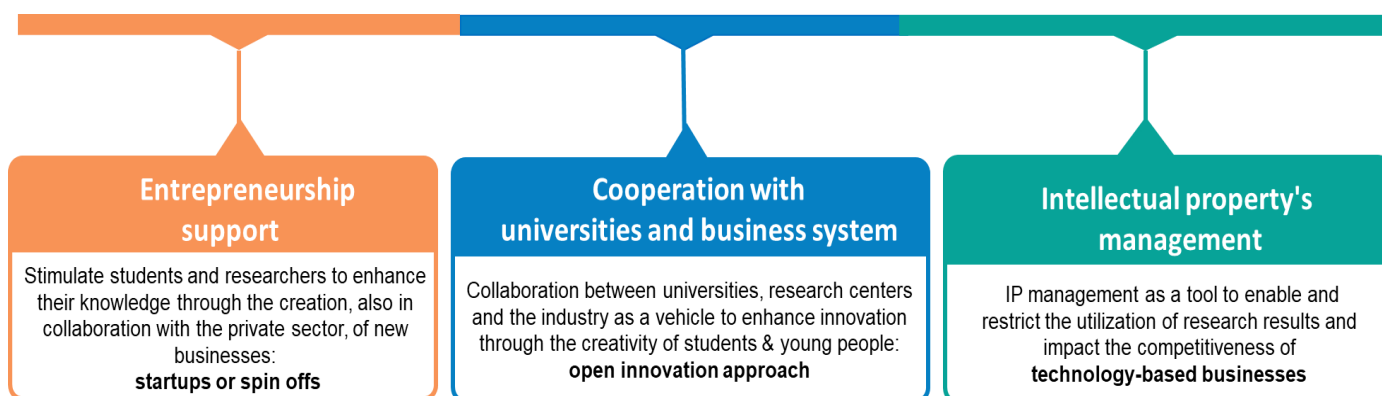 Entrepreneurship
support
Stimulate students and researchers to enhance
their knowledge through the creation, also in
collaboration with the private sector, of new
businesses:
startups or spin offs
Cooperation with
universities and business system
Collaboration between universities, research centers
and the industry as a vehicle to enhance innovation
through the creativity of students & young people:
open innovation approach
Intellectual property's
management
IP management as a tool to enable and
restrict the utilization of research results and
impact the competitiveness of
technology-based businesses